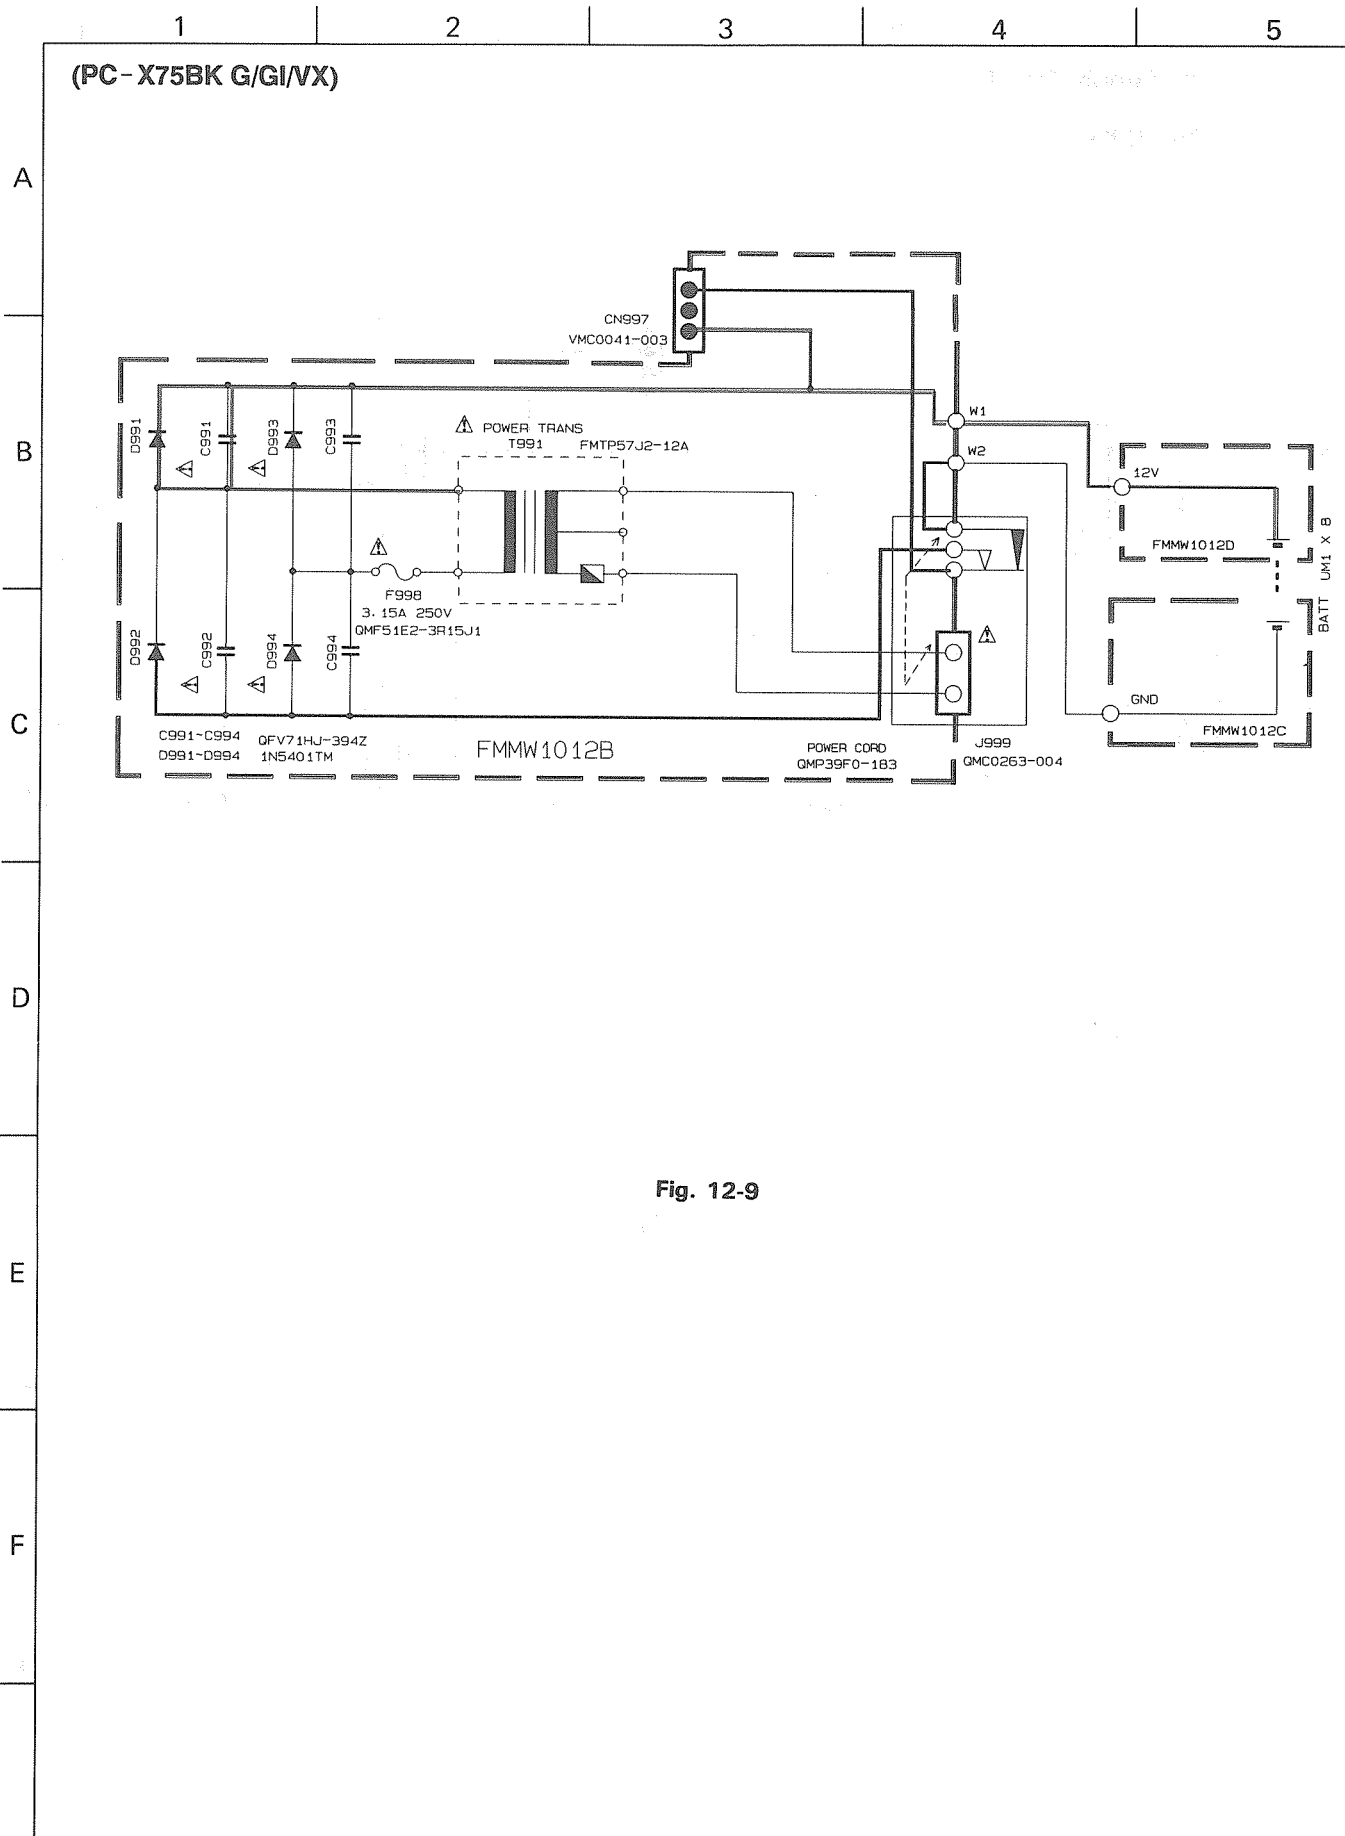 1 2 3 4 5
(PC-X75BK G/GI/VX)
A
B
C
D
E
F
CN997
VMC0041-003
D991
C991
D993
C993
POWER TRANS
T991 FMTP57J2-12A
W1
W2
12V
FMMW1012D
BATT UM1 X 8
F998
3.15A 250V
QMF51E2-3R15J1
D992
C992
D994
C994
GND
FMMW1012C
C991~C994 QFV71HJ-394Z
D991~D994 1N5401TM
FMMW1012B
POWER CORD
QMP39F0-183
J999
QMC0263-004
Fig. 12-9